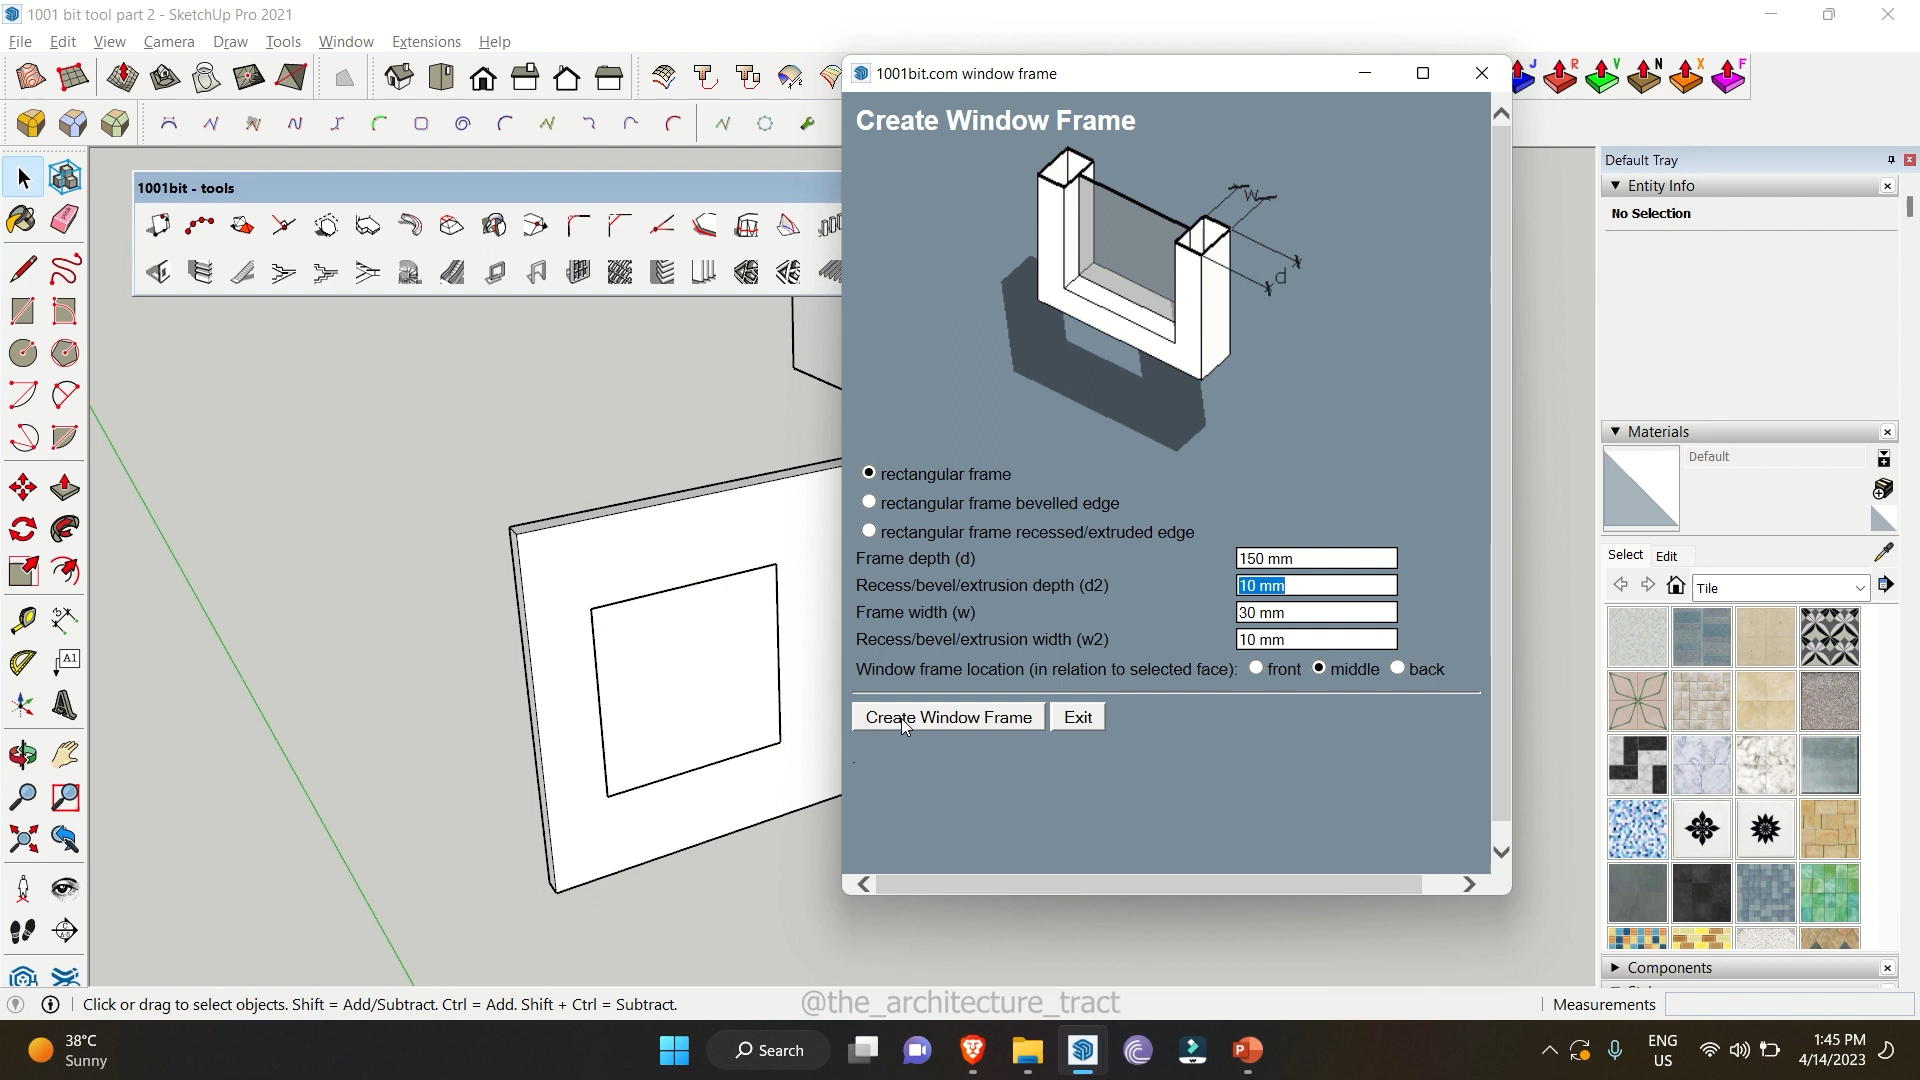 1001 bit tool part 2 - SketchUp Pro 2021
File Edit View Camera Draw Tools Window Extensions Help
1001bit.com window frame
J R V N X F
Create Window Frame
w
d
1001bit - tools
Default Tray
Entity Info
No Selection
Materials
Default
Select Edit
Tile
A1
rectangular frame
rectangular frame bevelled edge
rectangular frame recessed/extruded edge
Frame depth (d) 150 mm
Recess/bevel/extrusion depth (d2) 10 mm
Frame width (w) 30 mm
Recess/bevel/extrusion width (w2) 10 mm
Window frame location (in relation to selected face): front middle back
Create Window Frame Exit
Components
Click or drag to select objects. Shift = Add/Subtract. Ctrl = Add. Shift + Ctrl = Subtract.
@the_architecture_tract
Measurements
38°C
Sunny
Search
ENG
US
1:45 PM
4/14/2023